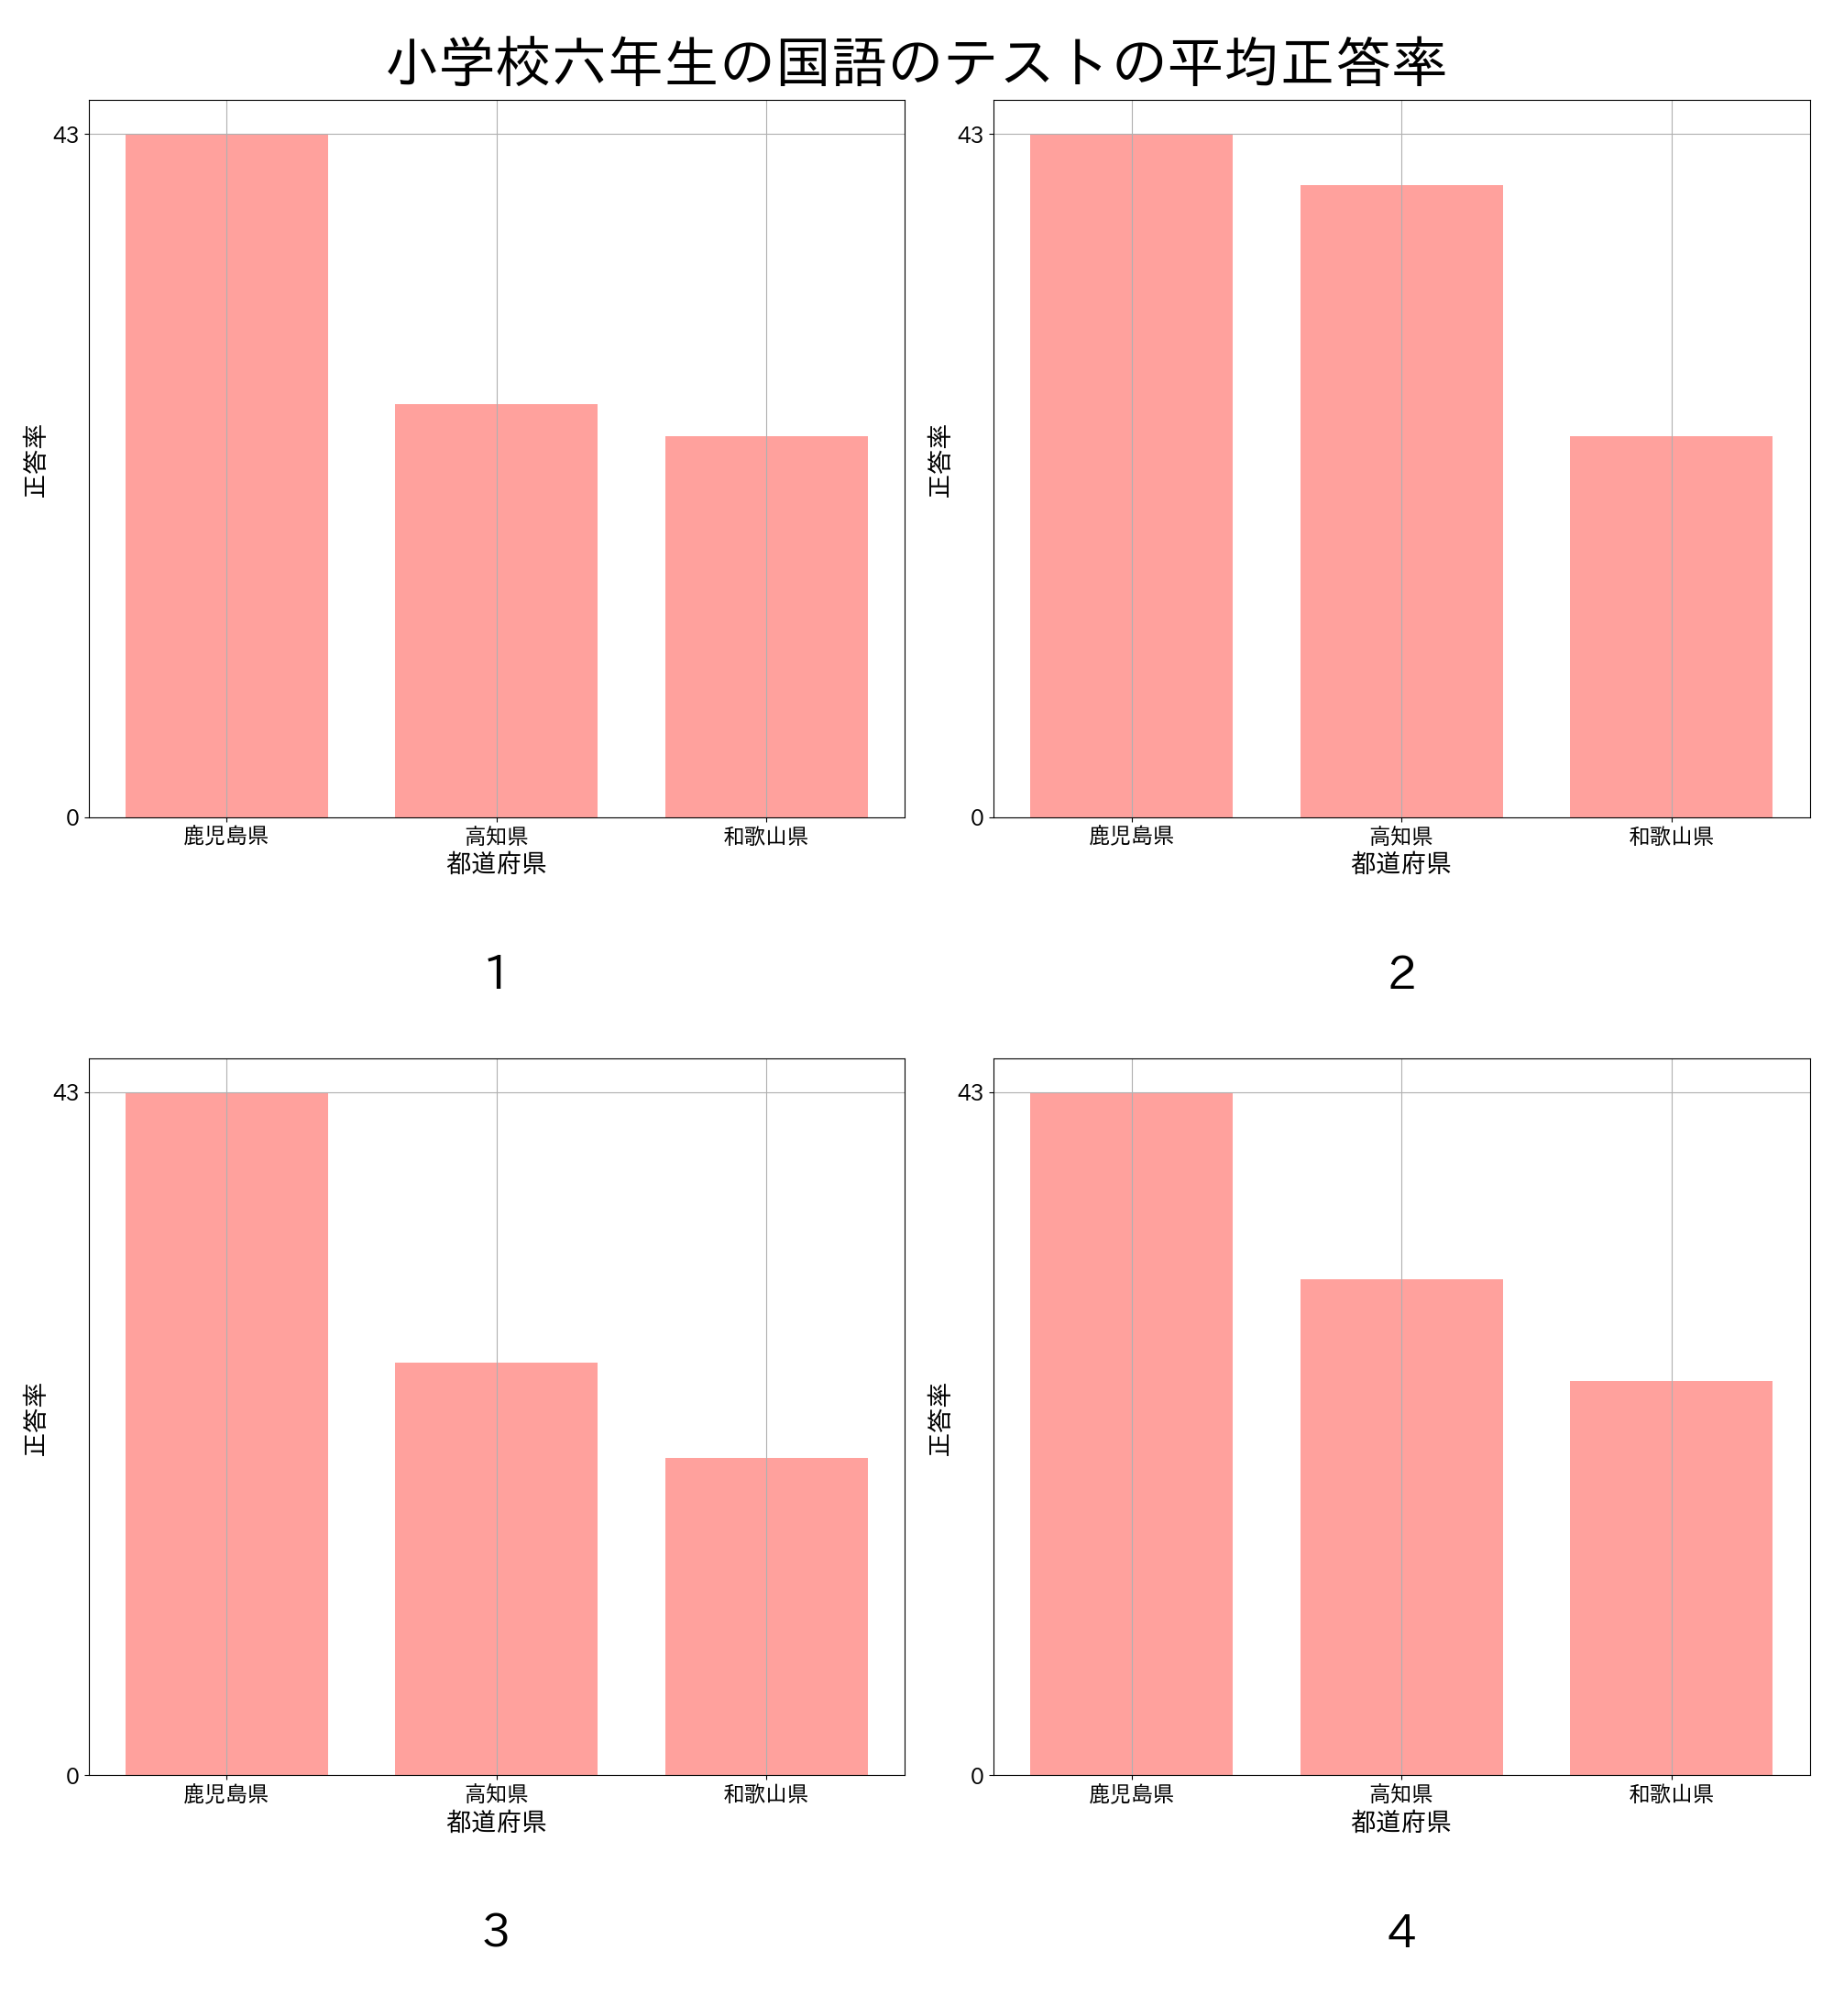 小学校六年生の国語のテストの平均正答率
43
0
正答率
鹿児島県 高知県 和歌山県
都道府県
1
43
0
正答率
鹿児島県 高知県 和歌山県
都道府県
2
43
0
正答率
鹿児島県 高知県 和歌山県
都道府県
3
43
0
正答率
鹿児島県 高知県 和歌山県
都道府県
4